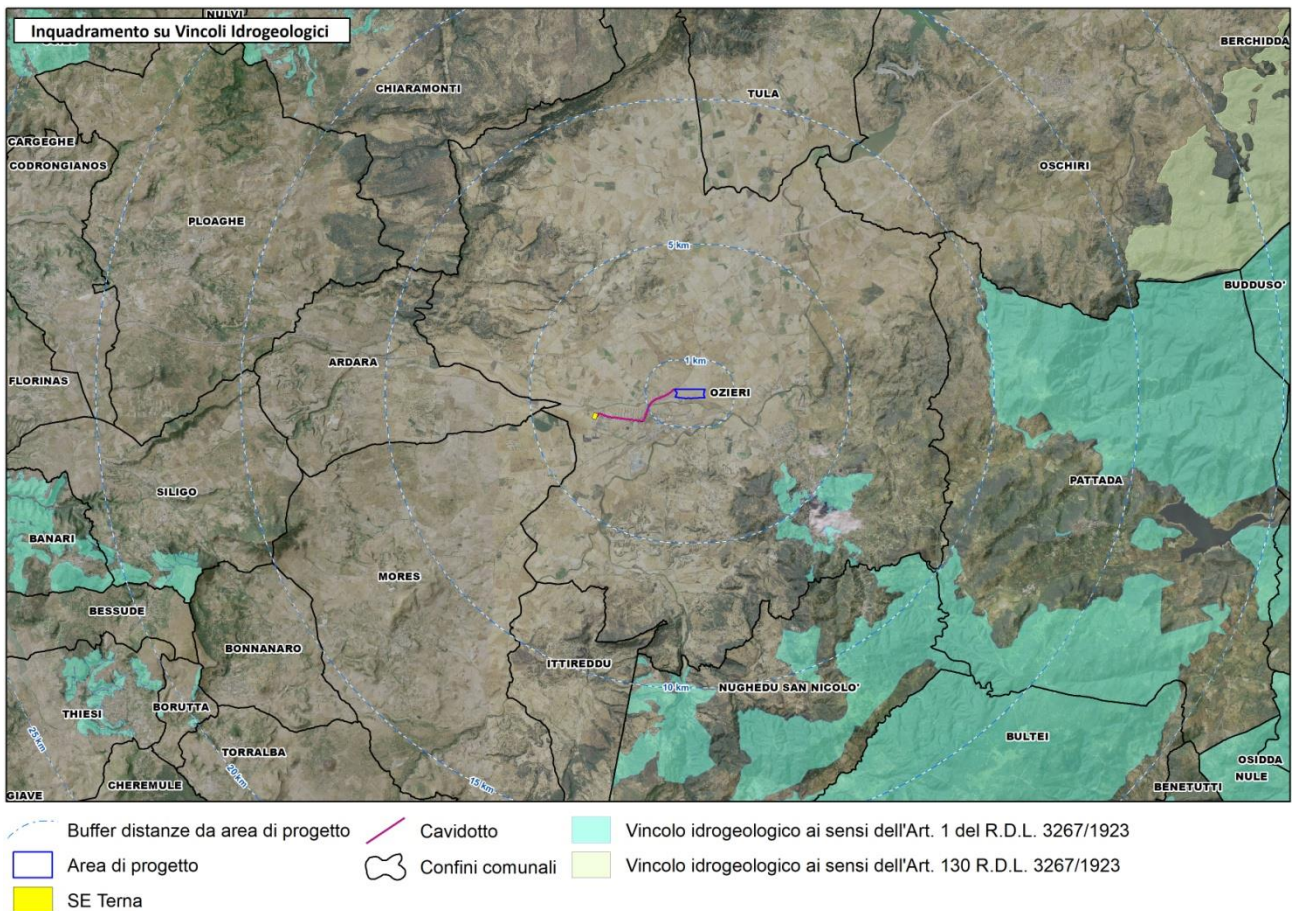 NULVI
Inquadramento su Vincoli Idrogeologici
BERCHIDDA
CHIARAMONTI
TULA
CARGEGHE
CODRONGIANOS
OSCHIRI
PLOAGHE
5 km
BUDDUSO'
ARDARA
1 km
FLORINAS
OZIERI
PATTADA
SILIGO
BANARI
MORES
BESSUDE
BONNANARO
ITTIREDDU
10 km
NUGHEDU SAN NICOLO'
THIESI
BORUTTA
BULTEI
25 km
TORRALBA
20 km
OSIDDA
NULE
CHEREMULE
15 km
BENETUTTI
GIAVE
Buffer distanze da area di progetto
Cavidotto
Vincolo idrogeologico ai sensi dell'Art. 1 del R.D.L. 3267/1923
Area di progetto
Confini comunali
Vincolo idrogeologico ai sensi dell'Art. 130 R.D.L. 3267/1923
SE Terna